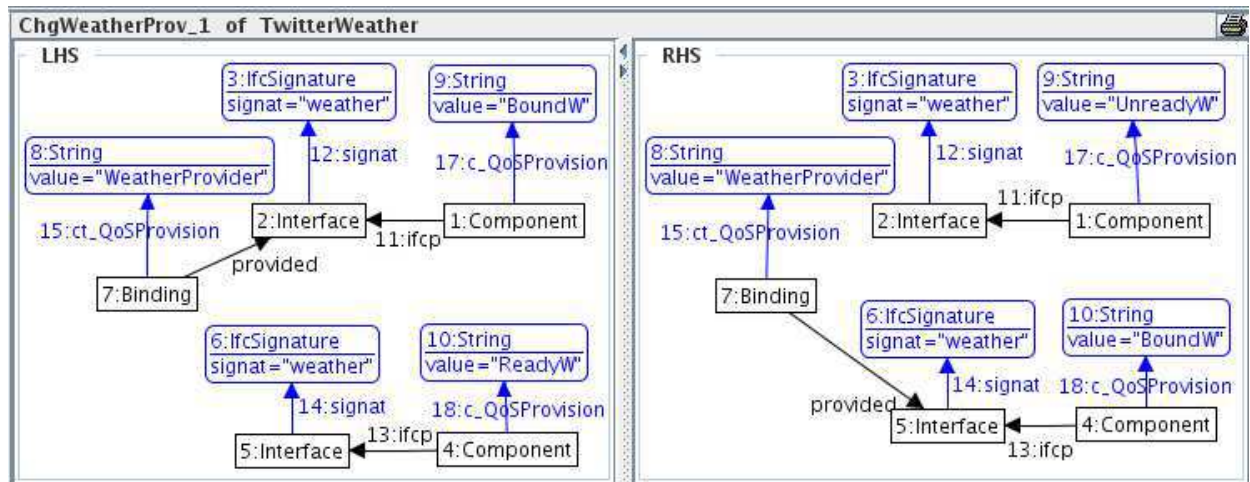 ChgWeatherProv_1 of TwitterWeather
LHS
3:IfcSignature
signat="weather"
9:String
value="BoundW"
8:String
value="WeatherProvider"
12:signat
17:c_QoSProvision
2:Interface
1:Component
15:ct_QoSProvision
11:ifcp
provided
7:Binding
6:IfcSignature
signat="weather"
10:String
value="ReadyW"
14:signat
18:c_QoSProvision
13:ifcp
5:Interface
4:Component
RHS
3:IfcSignature
signat="weather"
9:String
value="UnreadyW"
8:String
value="WeatherProvider"
12:signat
17:c_QoSProvision
11:ifcp
2:Interface
1:Component
15:ct_QoSProvision
7:Binding
6:IfcSignature
signat="weather"
10:String
value="BoundW"
14:signat
18:c_QoSProvision
provided
5:Interface
4:Component
13:ifcp